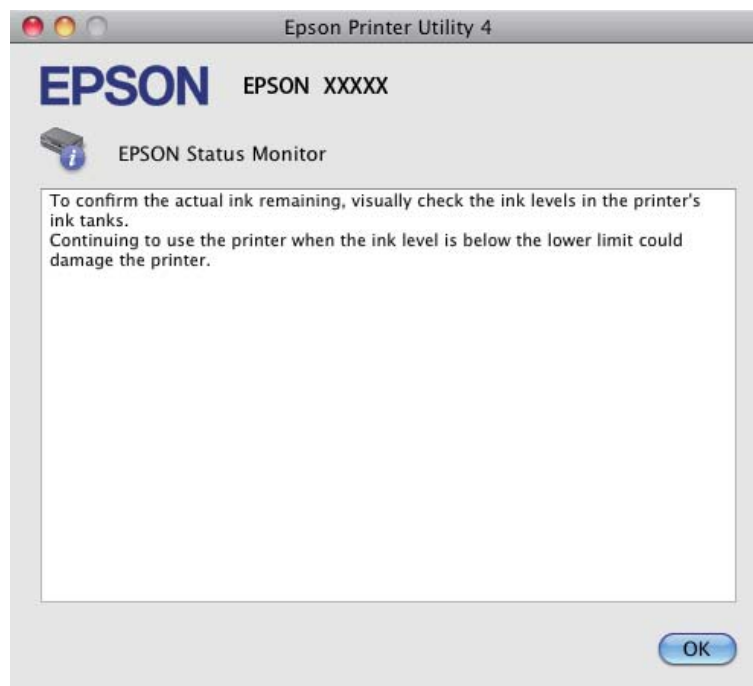 Epson Printer Utility 4
EPSON EPSON XXXXX
EPSON Status Monitor
To confirm the actual ink remaining, visually check the ink levels in the printer's
ink tanks.
Continuing to use the printer when the ink level is below the lower limit could
damage the printer.
OK